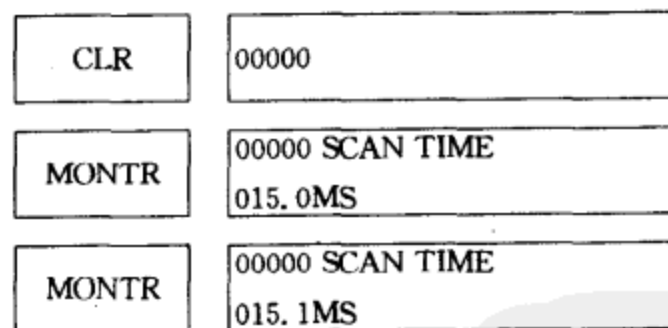 CLR
00000
MONTR
00000 SCAN TIME
015. 0MS
MONTR
00000 SCAN TIME
015. 1MS